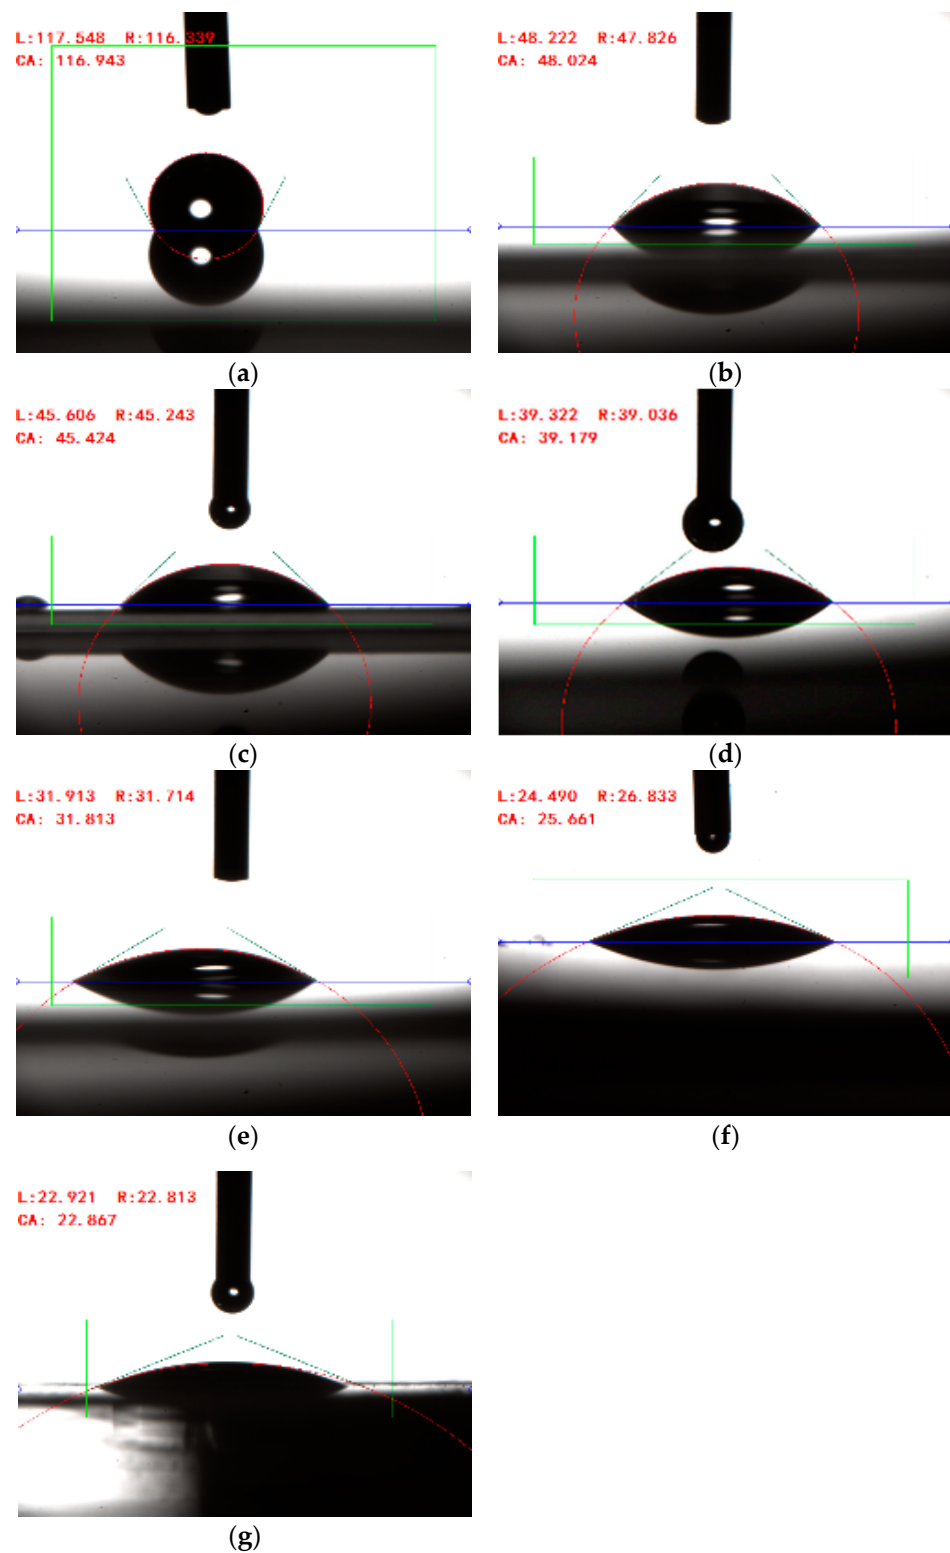 L:117.548 R:116.339
CA: 116.943
L:48.222 R:47.826
CA: 48.024
(a)
(b)
L:45.606 R:45.243
CA: 45.424
L:39.322 R:39.036
CA: 39.179
(c)
(d)
L:31.913 R:31.714
CA: 31.813
L:24.490 R:26.833
CA: 25.661
(e)
(f)
L:22.921 R:22.813
CA: 22.867
(g)